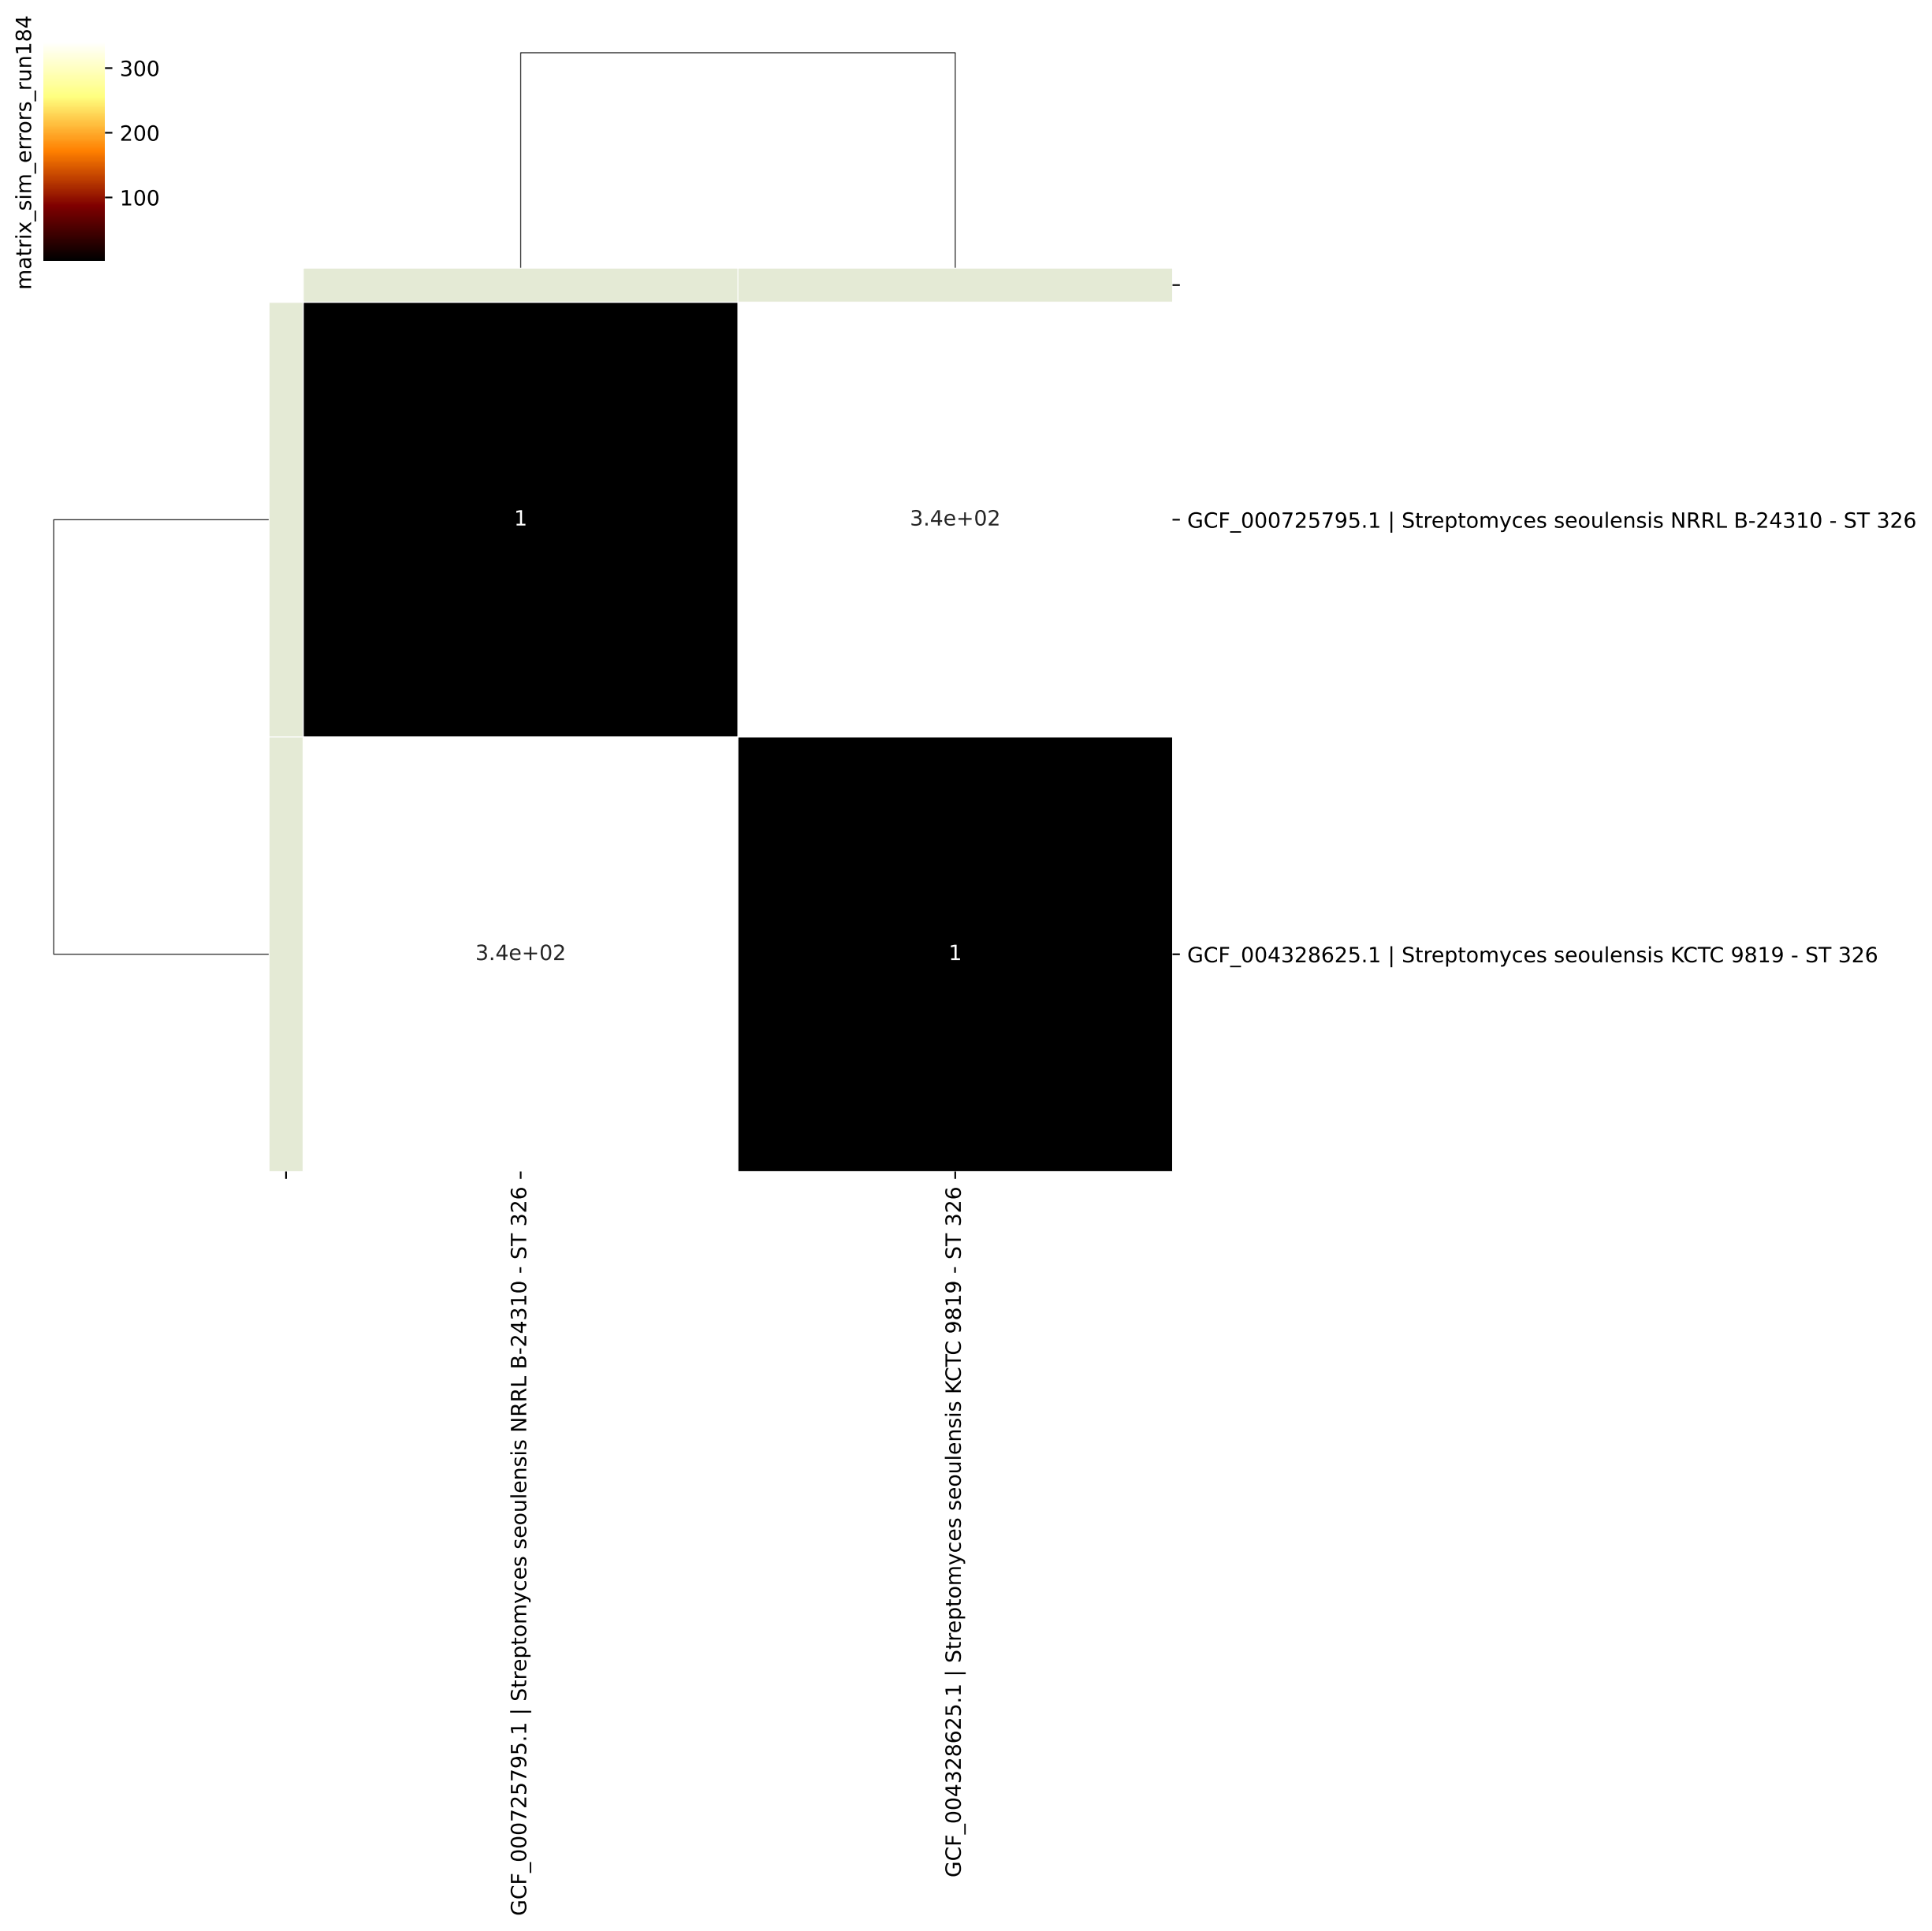 matrix_sim_errors_run184
300
200
100
1
3.4e+02
GCF_000725795.1 | Streptomyces seoulensis NRRL B-24310 - ST 326
3.4e+02
1
GCF_004328625.1 | Streptomyces seoulensis KCTC 9819 - ST 326
GCF_000725795.1 | Streptomyces seoulensis NRRL B-24310 - ST 326
GCF_004328625.1 | Streptomyces seoulensis KCTC 9819 - ST 326